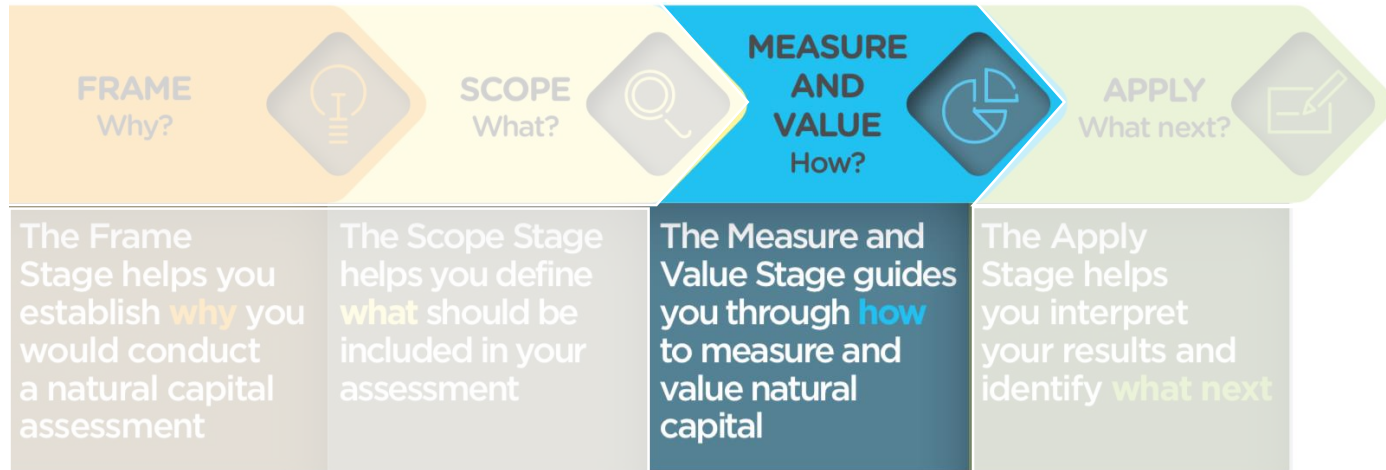 FRAME
Why?
SCOPE
What?
MEASURE
AND
VALUE
How?
APPLY
What next?
The Frame
Stage helps you
establish why you
would conduct
a natural capital
assessment
The Scope Stage
helps you define
what should be
included in your
assessment
The Measure and
Value Stage guides
you through how
to measure and
value natural
capital
The Apply
Stage helps
you interpret
your results and
identify what next